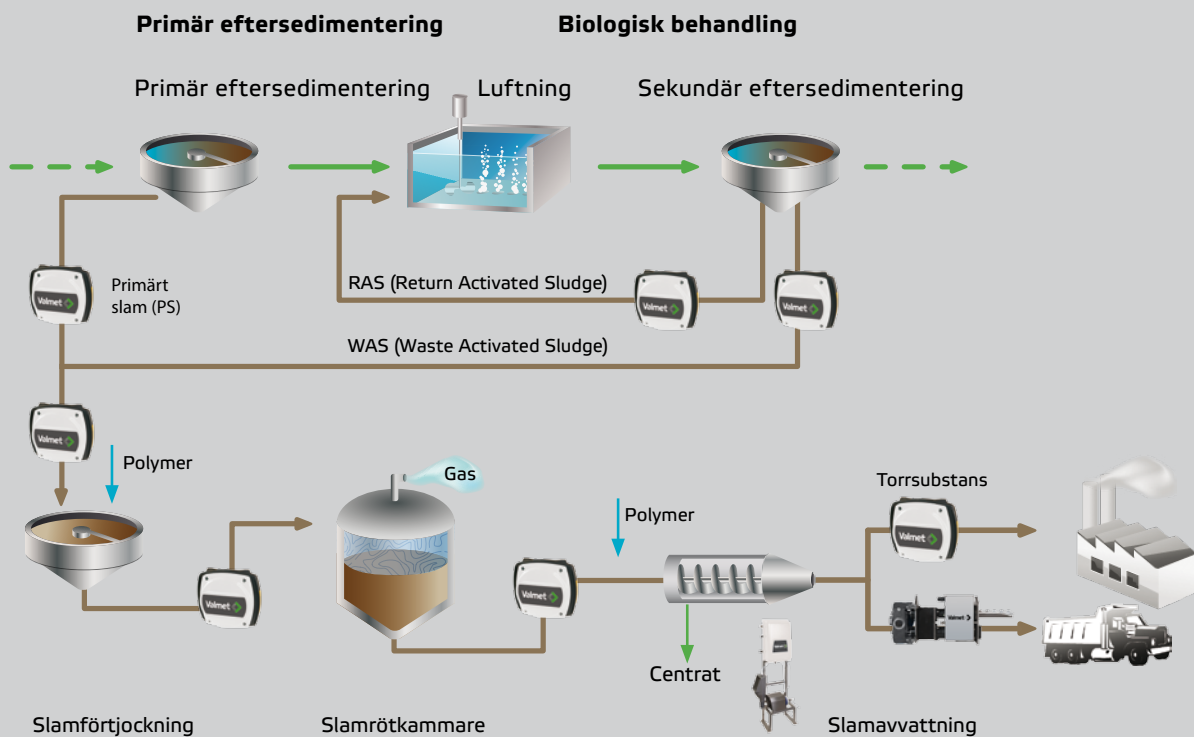 Primär eftersedimentering
Biologisk behandling
Primär eftersedimentering
Luftning
Sekundär eftersedimentering
Primärt
slam (PS)
Valmet
RAS (Return Activated Sludge)
Valmet
Valmet
WAS (Waste Activated Sludge)
Valmet
Polymer
Gas
Polymer
Torrsubstans
Valmet
Valmet
Valmet
Valmet
Centrat
Slamförtjockning
Slamrötkammare
Slamavvattning